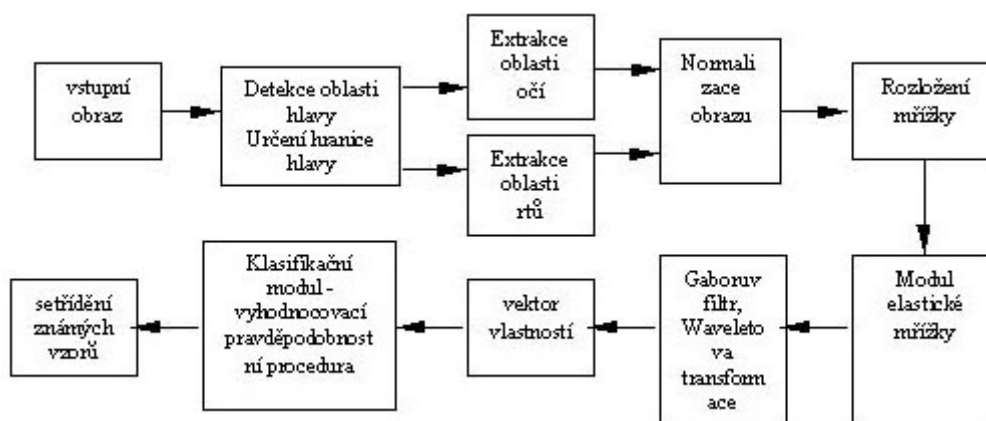 vstupní
obraz
Detekce oblasti
hlavy
Určení hranice
hlavy
Extrakce
oblasti
očí
Extrakce
oblasti
rtů
Normali
zace
obrazu
Rozložení
mřížky
Modul
elastické
mřížky
Gaboruv
filtr,
Waveleto
va
transform
ace
vektor
vlastností
Klasifikační
modul -
vyhodnocovací
pravděpodobnost
ní procedura
setřídění
známých
vzorů